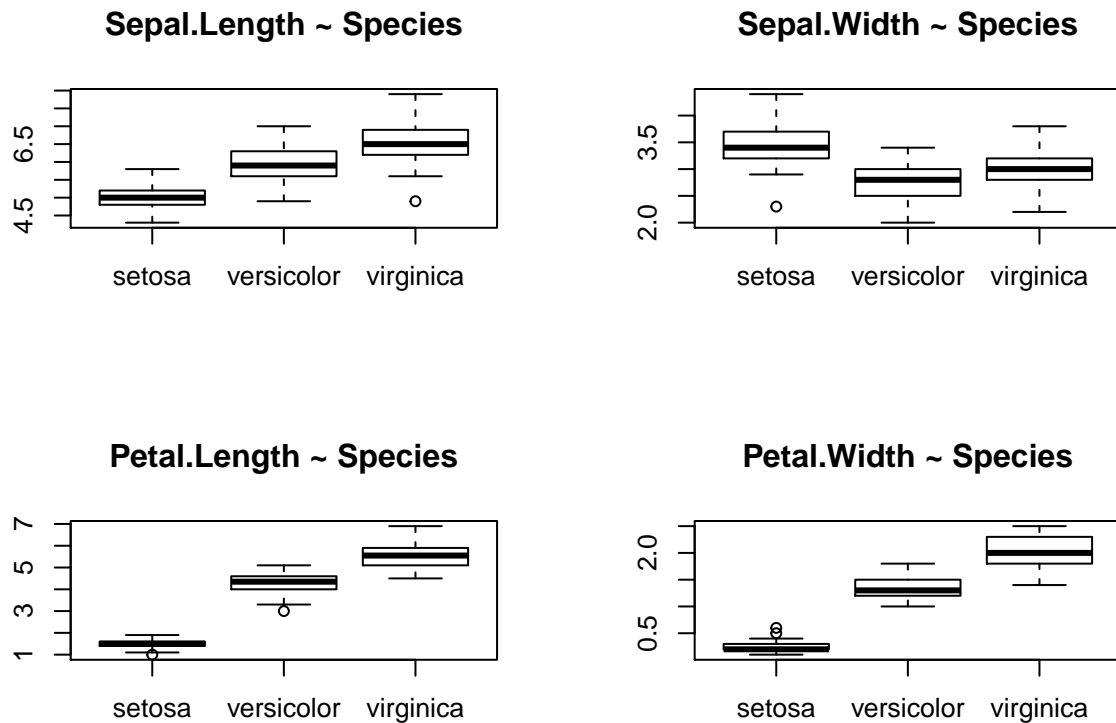 Sepal.Length ~ Species
6.5
4.5
setosa versicolor virginica
Sepal.Width ~ Species
3.5
2.0
setosa versicolor virginica
Petal.Length ~ Species
7
5
3
1
setosa versicolor virginica
Petal.Width ~ Species
2.0
0.5
setosa versicolor virginica